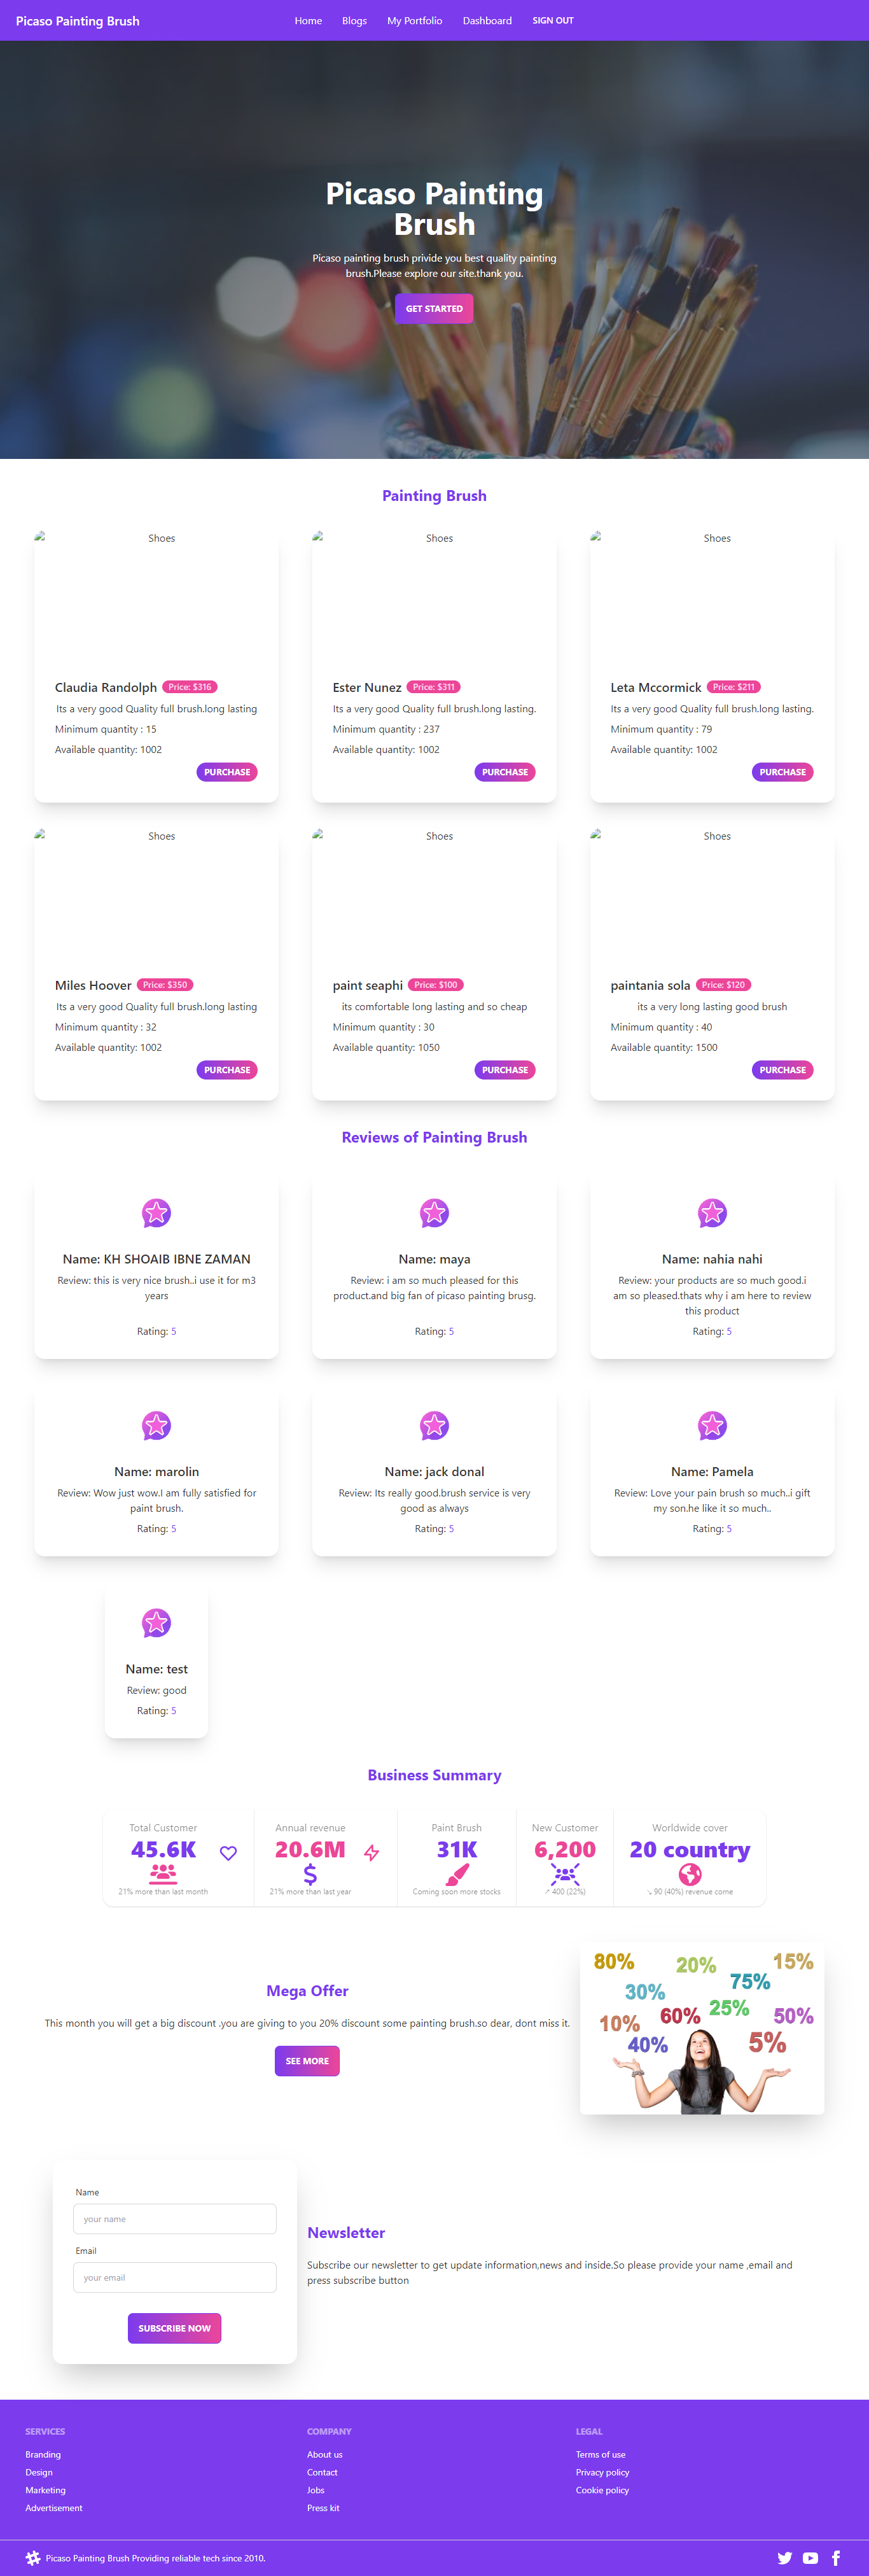 Picaso Painting Brush
Home Blogs My Portfolio Dashboard SIGN OUT
Picaso Painting
Brush
Picaso painting brush privide you best quality painting
brush.Please explore our site.thank you.
GET STARTED
Painting Brush
Shoes
Claudia Randolph Price: $316
Its a very good Quality full brush.long lasting
Minimum quantity : 15
Available quantity: 1002
PURCHASE
Shoes
Ester Nunez Price: $311
Its a very good Quality full brush.long lasting.
Minimum quantity : 237
Available quantity: 1002
PURCHASE
Shoes
Leta Mccormick Price: $211
Its a very good Quality full brush.long lasting.
Minimum quantity : 79
Available quantity: 1002
PURCHASE
Shoes
Miles Hoover Price: $350
Its a very good Quality full brush.long lasting
Minimum quantity : 32
Available quantity: 1002
PURCHASE
Shoes
paint seaphi Price: $100
its comfortable long lasting and so cheap
Minimum quantity : 30
Available quantity: 1050
PURCHASE
Shoes
paintania sola Price: $120
its a very long lasting good brush
Minimum quantity : 40
Available quantity: 1500
PURCHASE
Reviews of Painting Brush
Name: KH SHOAIB IBNE ZAMAN
Review: this is very nice brush..i use it for m3
years
Rating: 5
Name: maya
Review: i am so much pleased for this
product.and big fan of picaso painting brusg.
Rating: 5
Name: nahia nahi
Review: your products are so much good.i
am so pleased.thats why i am here to review
this product
Rating: 5
Name: marolin
Review: Wow just wow.I am fully satisfied for
paint brush.
Rating: 5
Name: jack donal
Review: Its really good.brush service is very
good as always
Rating: 5
Name: Pamela
Review: Love your pain brush so much..i gift
my son.he like it so much..
Rating: 5
Name: test
Review: good
Rating: 5
Business Summary
Total Customer
45.6K
21% more than last month
Annual revenue
20.6M
21% more than last year
Paint Brush
31K
Coming soon more stocks
New Customer
6,200
↗ 400 (22%)
Worldwide cover
20 country
↘ 90 (40%) revenue come
Mega Offer
This month you will get a big discount .you are giving to you 20% discount some painting brush.so dear, dont miss it.
SEE MORE
80% 20% 15%
30% 75%
10% 60% 25% 50%
40% 5%
Name
your name
Email
your email
SUBSCRIBE NOW
Newsletter
Subscribe our newsletter to get update information,news and inside.So please provide your name ,email and
press subscribe button
SERVICES
Branding
Design
Marketing
Advertisement
COMPANY
About us
Contact
Jobs
Press kit
LEGAL
Terms of use
Privacy policy
Cookie policy
Picaso Painting Brush Providing reliable tech since 2010.